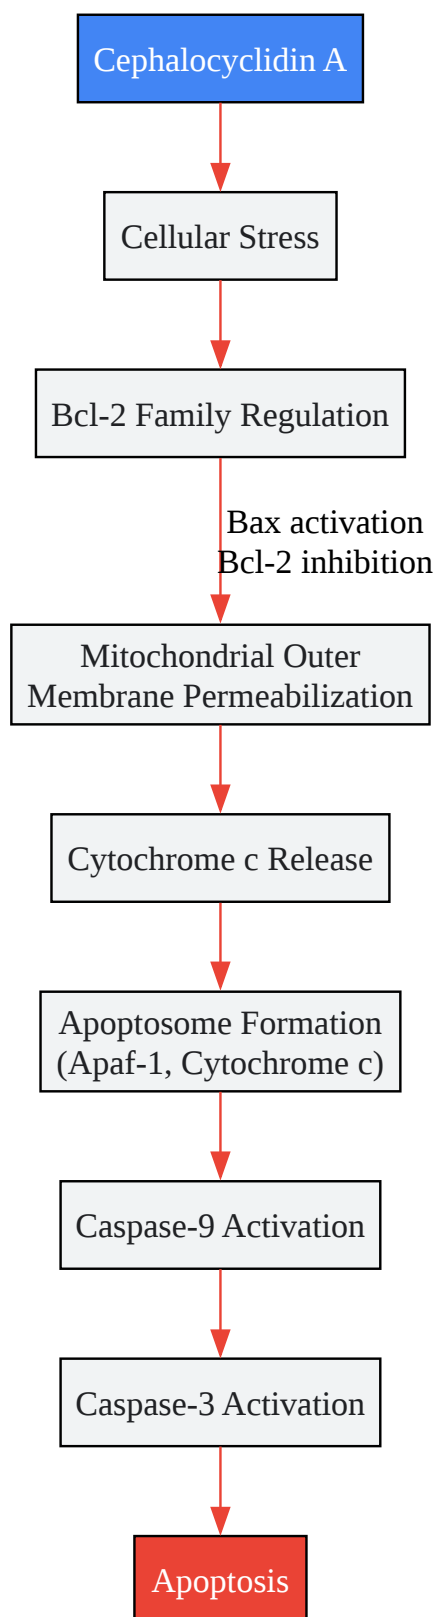 Cephalocyclidin A
Cellular Stress
Bcl-2 Family Regulation
Bax activation
Bcl-2 inhibition
Mitochondrial Outer
Membrane Permeabilization
Cytochrome c Release
Apoptosome Formation
(Apaf-1, Cytochrome c)
Caspase-9 Activation
Caspase-3 Activation
Apoptosis